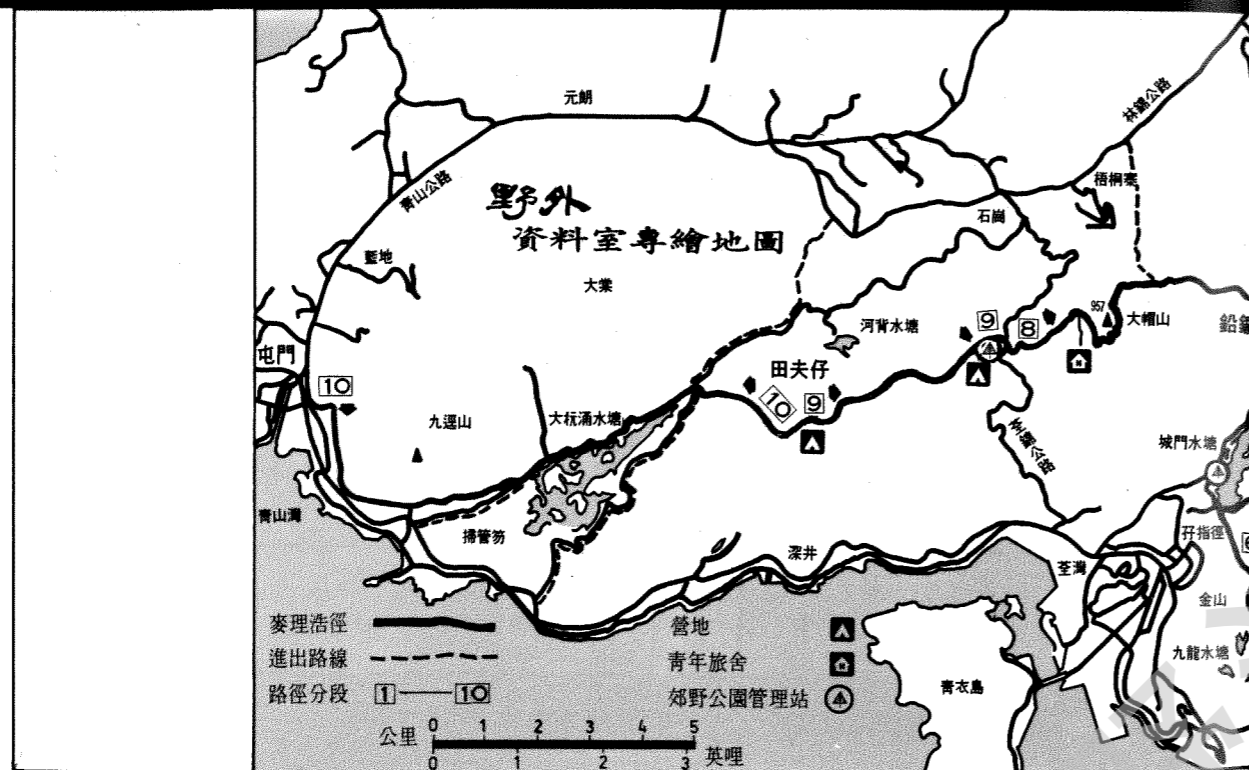 元朗
林錦公路
青山公路
梧桐寨
野外
石崗
資料室專繪地圖
藍地
大棠
957
大帽山
河背水塘
9
8
鉛鑛
屯門
田夫仔
10
10
9
九逕山
大杬涌水塘
荃錦公路
城門水塘
青山灣
掃管笏
深井
孖指徑
6
荃灣
金山
麥理浩徑
營地
進出路線
青年旅舍
九龍水塘
路徑分段
1
10
郊野公園管理站
青衣島
公里
0 1 2 3 4 5
0 1 2 3
英哩